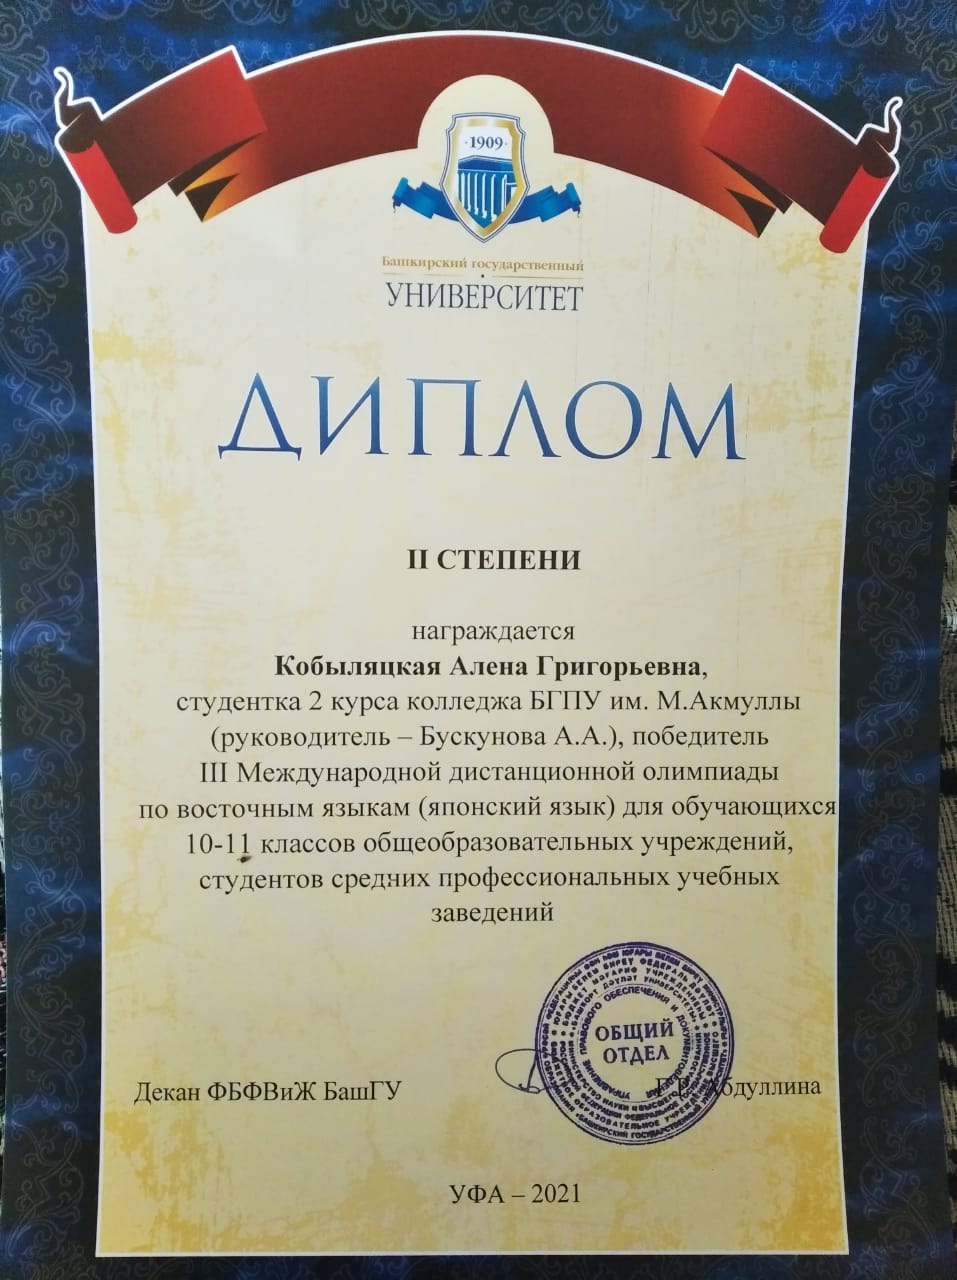 ·1909·
Башкирский государственный
УНИВЕРСИТЕТ
ДИПЛОМ
II СТЕПЕНИ
награждается
Кобыляцкая Алена Григорьевна,
студентка 2 курса колледжа БГПУ им. М.Акмуллы
(руководитель – Бускунова А.А.), победитель
III Международной дистанционной олимпиады
по восточным языкам (японский язык) для обучающихся
10-11 классов общеобразовательных учреждений,
студентов средних профессиональных учебных
заведений
ОБЩИЙ
ОТДЕЛ
Декан ФБФВиЖ БашГУ
Абдуллина
УФА – 2021